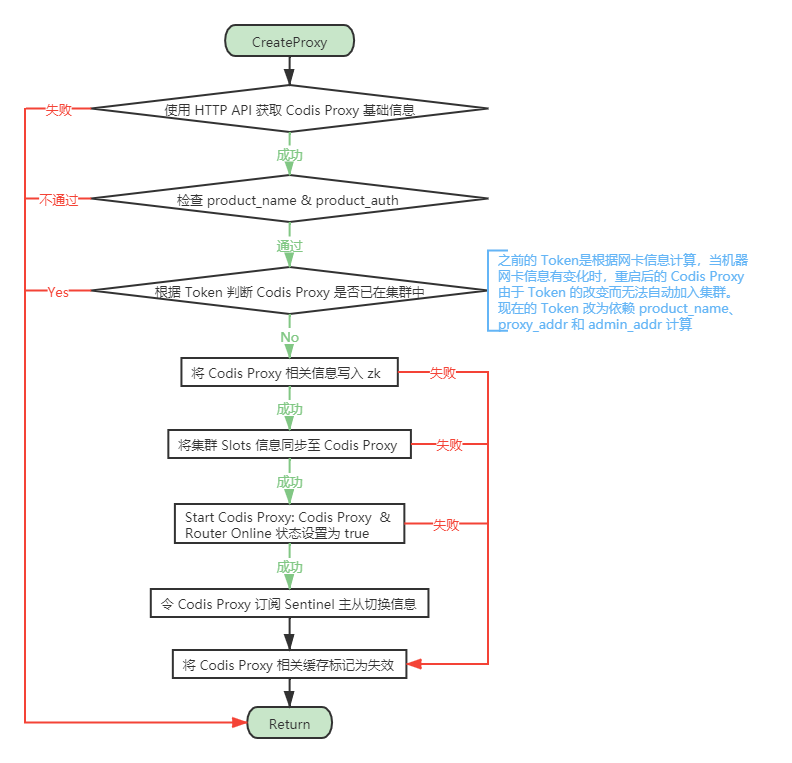 CreateProxy
使用 HTTP API 获取 Codis Proxy 基础信息
失败
成功
检查 product_name & product_auth
不通过
通过
之前的 Token是根据网卡信息计算，当机器
网卡信息有变化时，重启后的 Codis Proxy
由于 Token 的改变而无法自动加入集群。
现在的 Token 改为依赖 product_name、
proxy_addr 和 admin_addr 计算
根据 Token 判断 Codis Proxy 是否已在集群中
Yes
No
将 Codis Proxy 相关信息写入 zk
失败
成功
将集群 Slots 信息同步至 Codis Proxy
失败
成功
Start Codis Proxy: Codis Proxy &
Router Online 状态设置为 true
失败
成功
令 Codis Proxy 订阅 Sentinel 主从切换信息
将 Codis Proxy 相关缓存标记为失效
Return